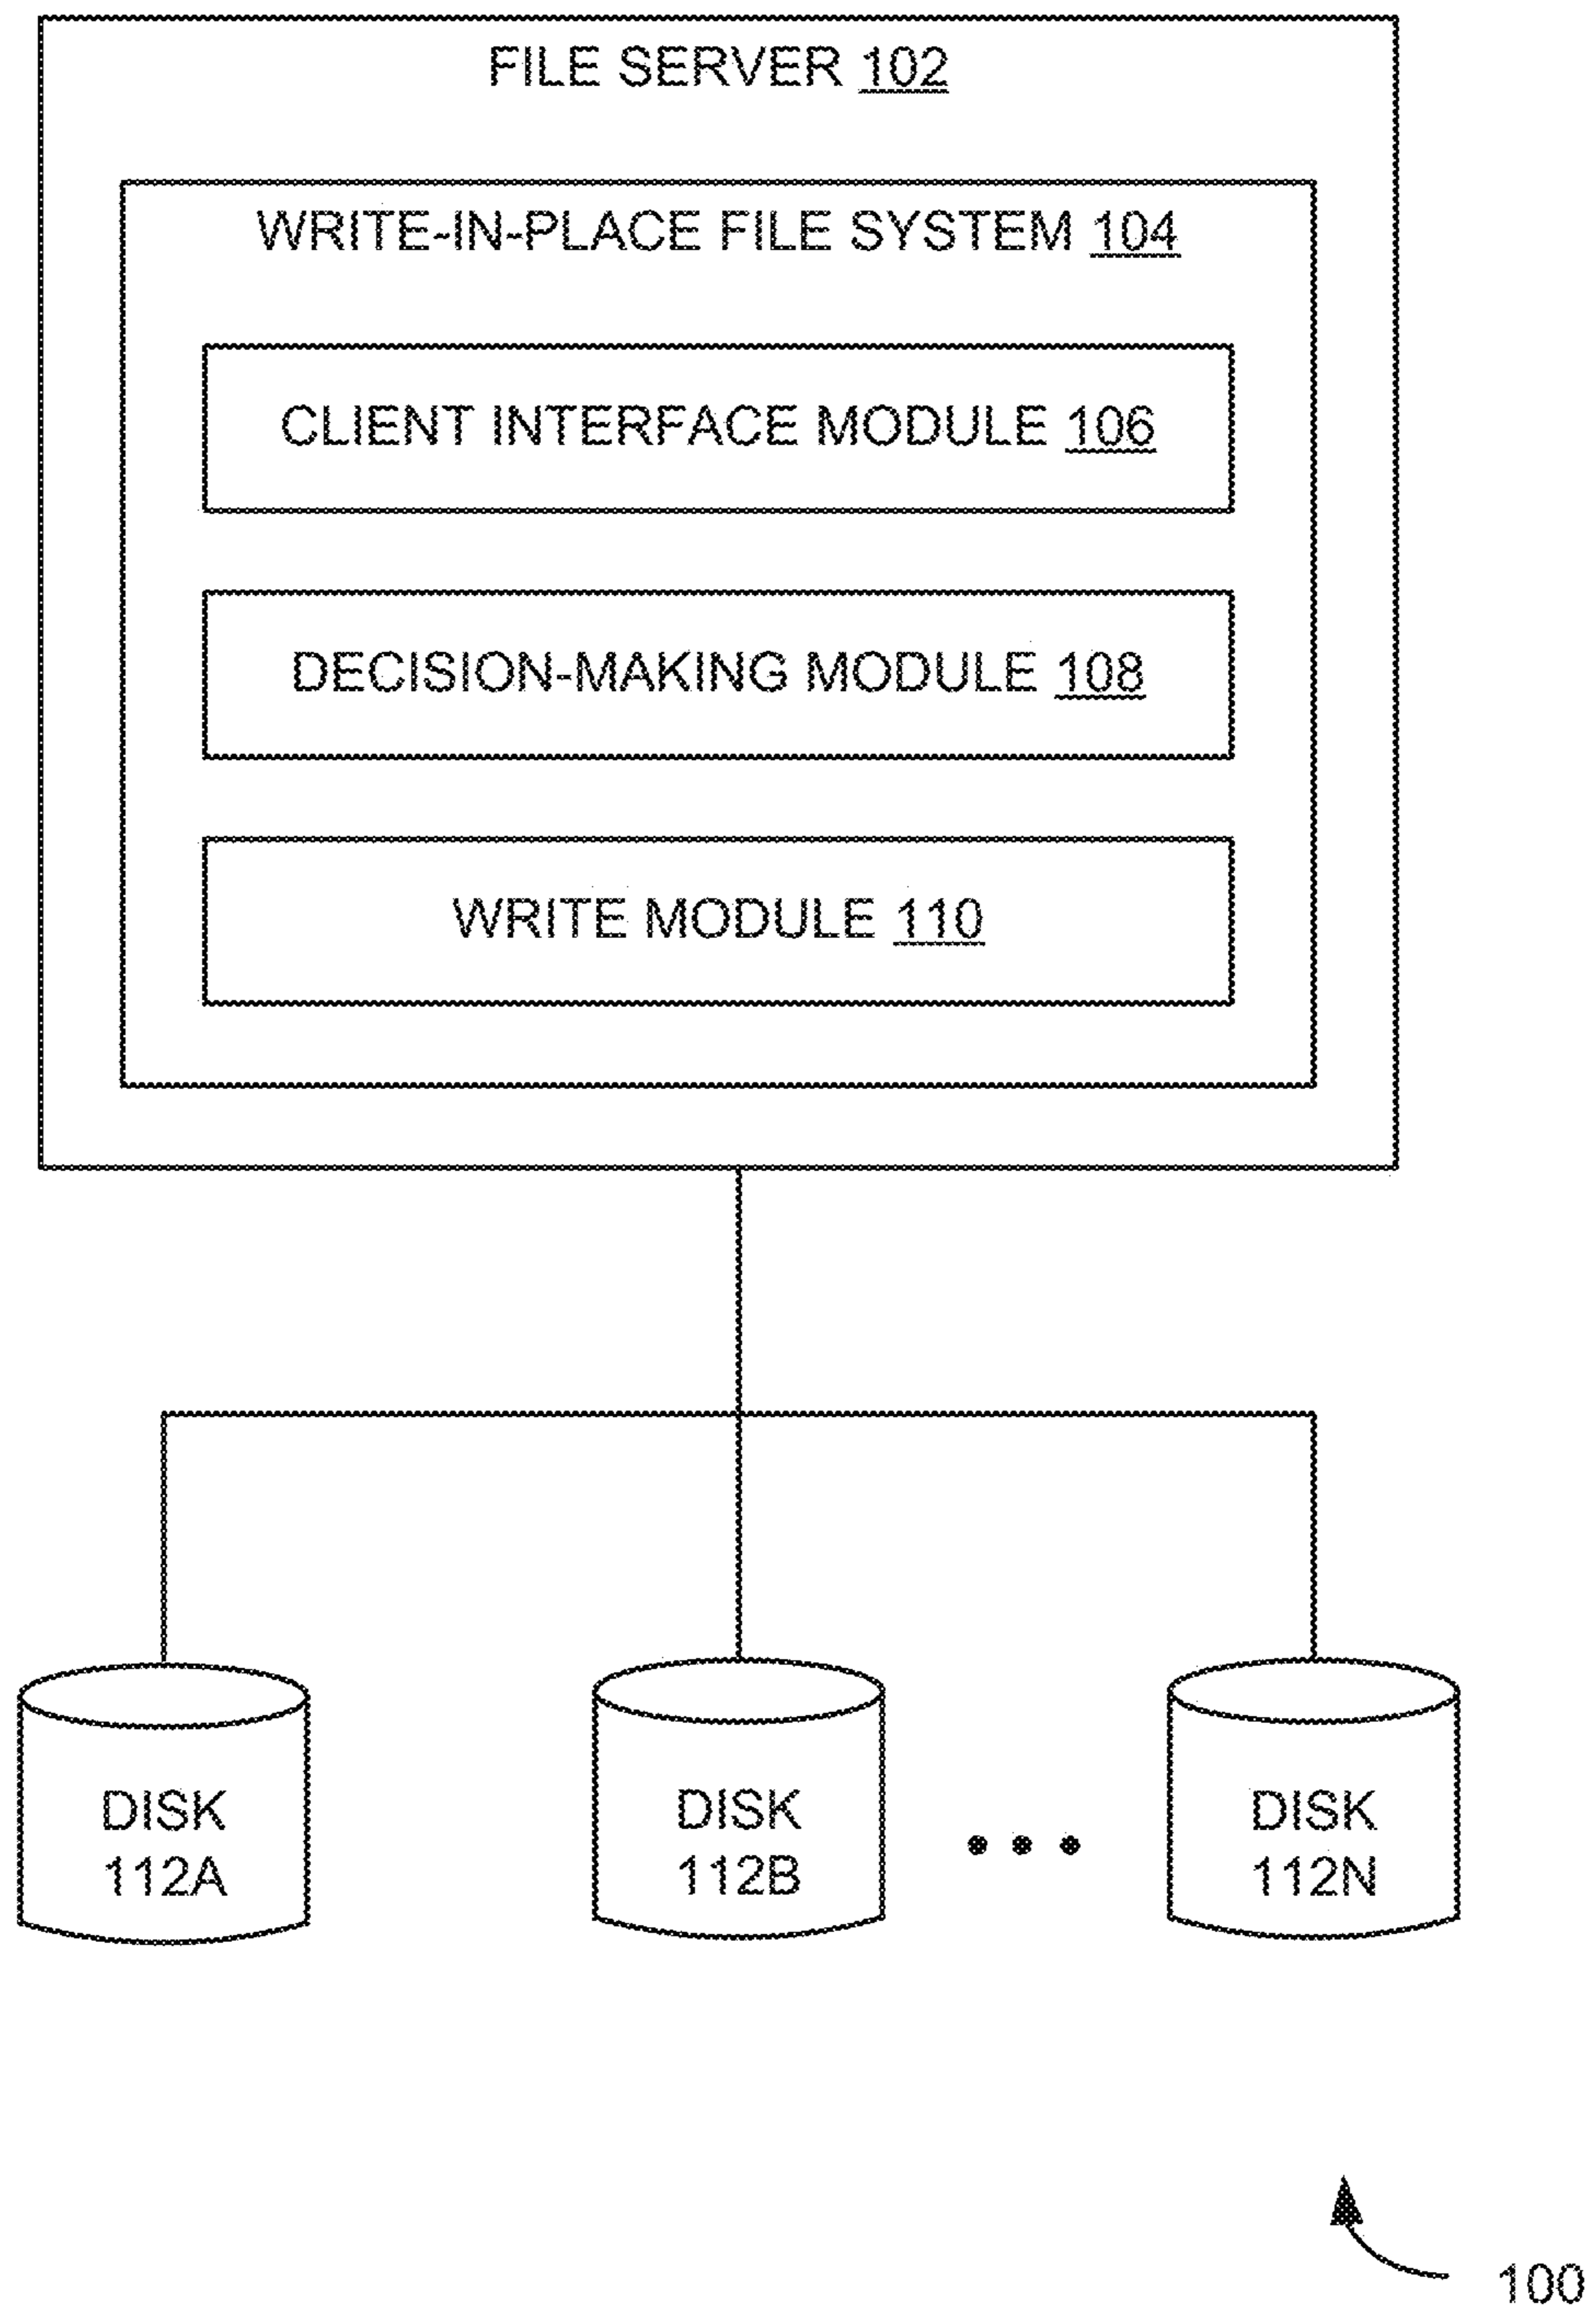 FILE SERVER 102
WRITE-IN-PLACE FILE SYSTEM 104
CLIENT INTERFACE MODULE 106
DECISION-MAKING MODULE 108
WRITE MODULE 110
DISK
112A
DISK
112B
DISK
112N
100